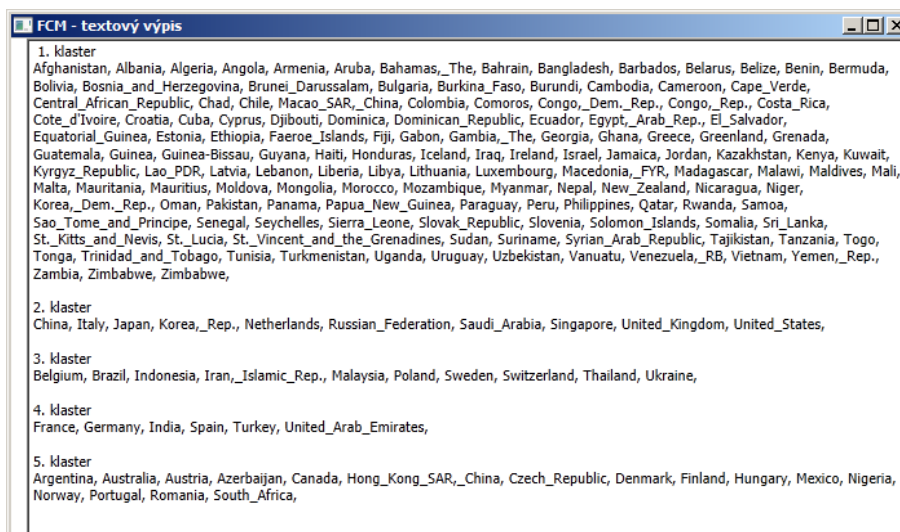 FCM - textový výpis
1. klaster
Afghanistan, Albania, Algeria, Angola, Armenia, Aruba, Bahamas,_The, Bahrain, Bangladesh, Barbados, Belarus, Belize, Benin, Bermuda,
Bolivia, Bosnia_and_Herzegovina, Brunei_Darussalam, Bulgaria, Burkina_Faso, Burundi, Cambodia, Cameroon, Cape_Verde,
Central_African_Republic, Chad, Chile, Macao_SAR,_China, Colombia, Comoros, Congo,_Dem._Rep., Congo,_Rep., Costa_Rica,
Cote_d'Ivoire, Croatia, Cuba, Cyprus, Djibouti, Dominica, Dominican_Republic, Ecuador, Egypt,_Arab_Rep., El_Salvador,
Equatorial_Guinea, Estonia, Ethiopia, Faeroe_Islands, Fiji, Gabon, Gambia,_The, Georgia, Ghana, Greece, Greenland, Grenada,
Guatemala, Guinea, Guinea-Bissau, Guyana, Haiti, Honduras, Iceland, Iraq, Ireland, Israel, Jamaica, Jordan, Kazakhstan, Kenya, Kuwait,
Kyrgyz_Republic, Lao_PDR, Latvia, Lebanon, Liberia, Libya, Lithuania, Luxembourg, Macedonia,_FYR, Madagascar, Malawi, Maldives, Mali,
Malta, Mauritania, Mauritius, Moldova, Mongolia, Morocco, Mozambique, Myanmar, Nepal, New_Zealand, Nicaragua, Niger,
Korea,_Dem._Rep., Oman, Pakistan, Panama, Papua_New_Guinea, Paraguay, Peru, Philippines, Qatar, Rwanda, Samoa,
Sao_Tome_and_Principe, Senegal, Seychelles, Sierra_Leone, Slovak_Republic, Slovenia, Solomon_Islands, Somalia, Sri_Lanka,
St._Kitts_and_Nevis, St._Lucia, St._Vincent_and_the_Grenadines, Sudan, Suriname, Syrian_Arab_Republic, Tajikistan, Tanzania, Togo,
Tonga, Trinidad_and_Tobago, Tunisia, Turkmenistan, Uganda, Uruguay, Uzbekistan, Vanuatu, Venezuela,_RB, Vietnam, Yemen,_Rep.,
Zambia, Zimbabwe, Zimbabwe,
2. klaster
China, Italy, Japan, Korea,_Rep., Netherlands, Russian_Federation, Saudi_Arabia, Singapore, United_Kingdom, United_States,
3. klaster
Belgium, Brazil, Indonesia, Iran,_Islamic_Rep., Malaysia, Poland, Sweden, Switzerland, Thailand, Ukraine,
4. klaster
France, Germany, India, Spain, Turkey, United_Arab_Emirates,
5. klaster
Argentina, Australia, Austria, Azerbaijan, Canada, Hong_Kong_SAR,_China, Czech_Republic, Denmark, Finland, Hungary, Mexico, Nigeria,
Norway, Portugal, Romania, South_Africa,